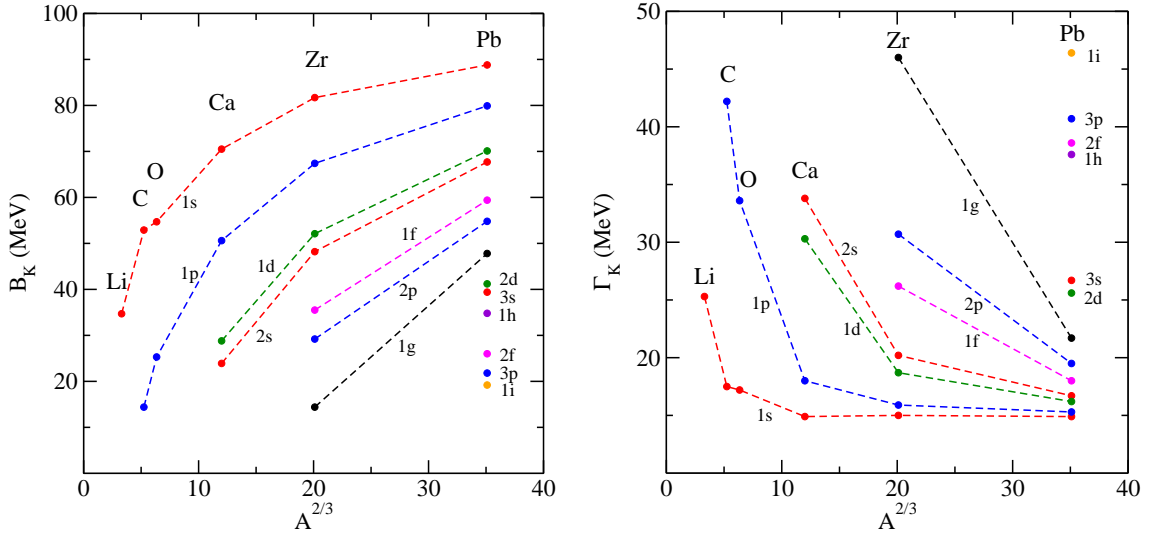 100
80
60
40
20
0
10
20
30
40
B_K (MeV)
A^{2/3}
Li
C
O
Ca
Zr
Pb
1s
1p
1d
2s
1f
2p
1g
2d
3s
1h
2f
3p
1i
50
40
30
20
10
0
10
20
30
40
Γ_K (MeV)
A^{2/3}
Li
C
O
Ca
Zr
Pb
1i
3p
2f
1h
1g
2s
2p
3s
2d
1p
1d
1f
1s